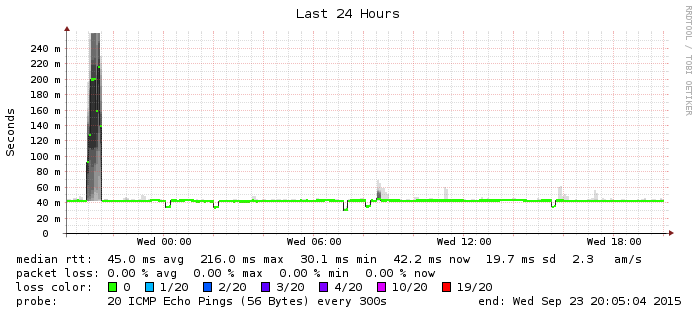 Last 24 Hours
RRDTOOL / TOBI OETIKER
Seconds
240 m
220 m
200 m
180 m
160 m
140 m
120 m
100 m
80 m
60 m
40 m
20 m
0
Wed 00:00 Wed 06:00 Wed 12:00 Wed 18:00
median rtt: 45.0 ms avg 216.0 ms max 30.1 ms min 42.2 ms now 19.7 ms sd 2.3 am/s
packet loss: 0.00 % avg 0.00 % max 0.00 % min 0.00 % now
loss color: 0 1/20 2/20 3/20 4/20 10/20 19/20
probe: 20 ICMP Echo Pings (56 Bytes) every 300s end: Wed Sep 23 20:05:04 2015